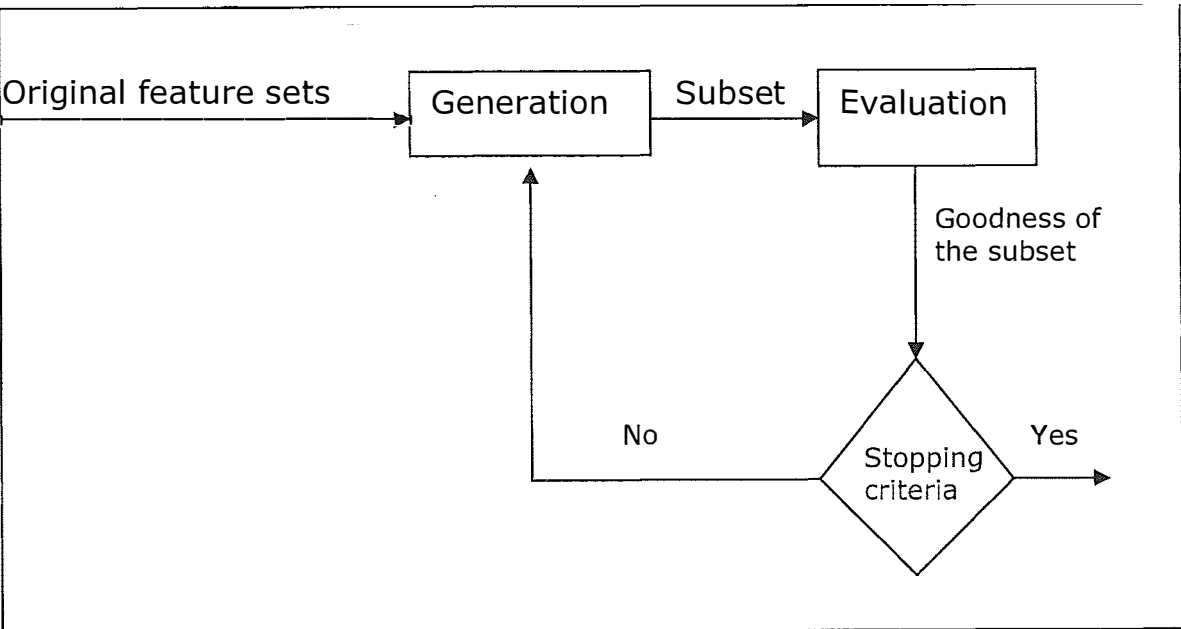 Original feature sets
Generation
Subset
Evaluation
Goodness of
the subset
No
Yes
Stopping
criteria